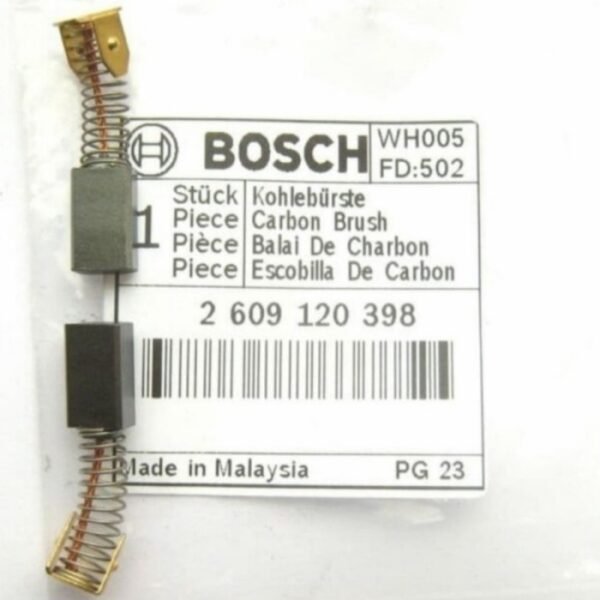 BOSCH
WH005
FD:502
1
Stück
Piece
Pièce
Piece
Kohlebürste
Carbon Brush
Balai De Charbon
Escobilla De Carbon
2 609 120 398
Made in Malaysia
PG 23